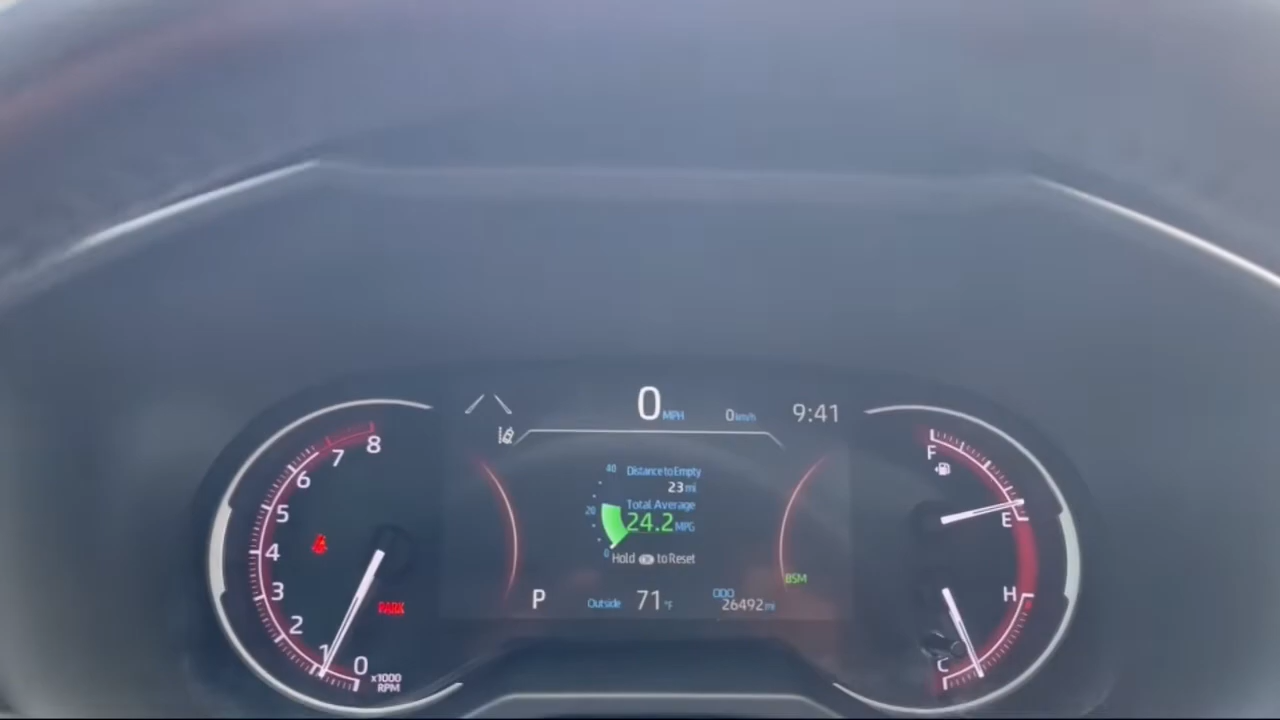 0 MPH 0 km/h 9:41
8
7
6
5
4
3
2
1
0
x1000
RPM
PARK
40
Distance to Empty
23 mi
Total Average
20
24.2 MPG
0
Hold OK to Reset
BSM
P
Outside 71 °F
ODO
26492 mi
F
E
H
C